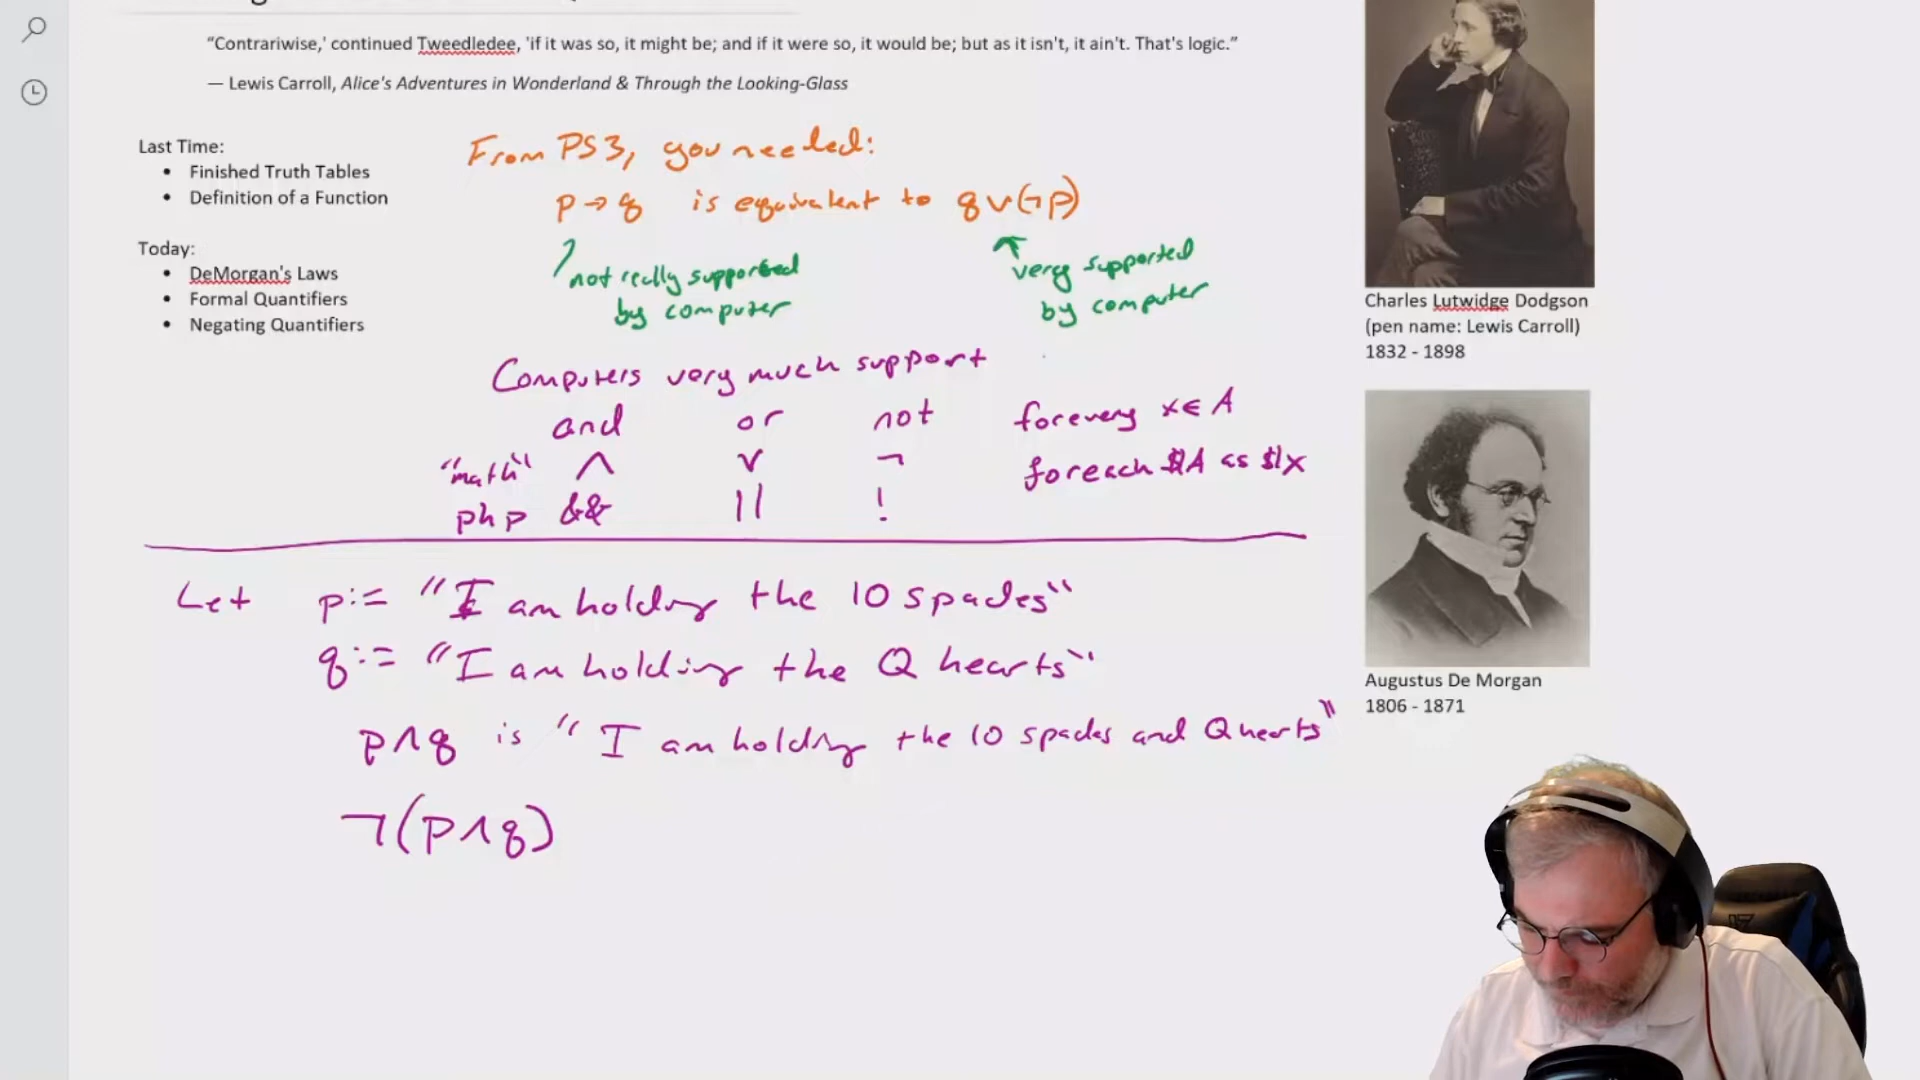 “Contrariwise,' continued Tweedledee, 'if it was so, it might be; and if it were so, it would be; but as it isn't, it ain't. That's logic.”
— Lewis Carroll, Alice's Adventures in Wonderland & Through the Looking-Glass
Last Time:
• Finished Truth Tables
• Definition of a Function
Today:
• DeMorgan's Laws
• Formal Quantifiers
• Negating Quantifiers
From PS3, you needed:
p → q is equivalent to q ∨ (¬p)
not really supported
by computer
very supported
by computer
Computers very much support
and or not forevery x ∈ A
"math" ∧ ∨ ¬ foreach $A as $x
php && || !
Let p := "I am holding the 10 spades"
q := "I am holding the Q hearts"
p ∧ q is "I am holding the 10 spades and Q hearts"
¬(p ∧ q)
Charles Lutwidge Dodgson
(pen name: Lewis Carroll)
1832 - 1898
Augustus De Morgan
1806 - 1871